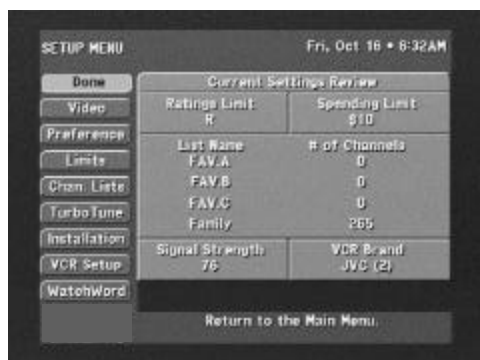 SETUP MENU Fri, Oct 16 • 6:32AM
Done
Video
Preference
Limits
Chan. Lists
TurboTune
Installation
VCR Setup
WatchWord
Current Settings Review
Ratings Limit Spending Limit
R $10
List Name # of Channels
FAV.A 0
FAV.B 0
FAV.C 0
Family 265
Signal Strength VCR Brand
76 JVC (2)
Return to the Main Menu.